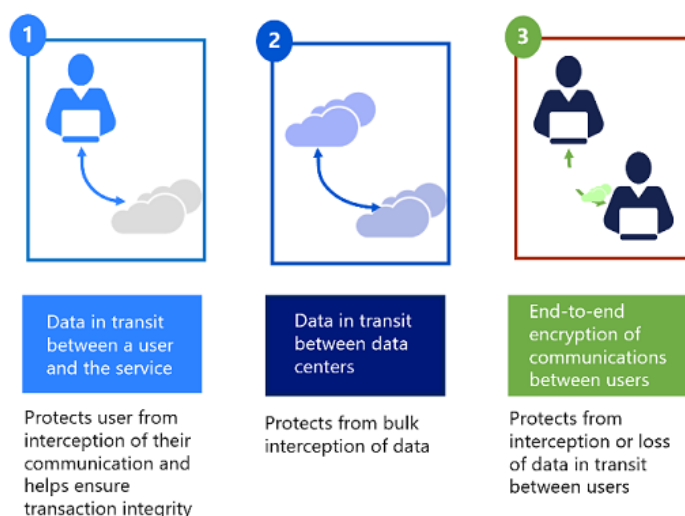 1
2
3
Data in transit
between a user
and the service
Data in transit
between data
centers
End-to-end
encryption of
communications
between users
Protects user from
interception of their
communication and
helps ensure
transaction integrity
Protects from bulk
interception of data
Protects from
interception or loss
of data in transit
between users